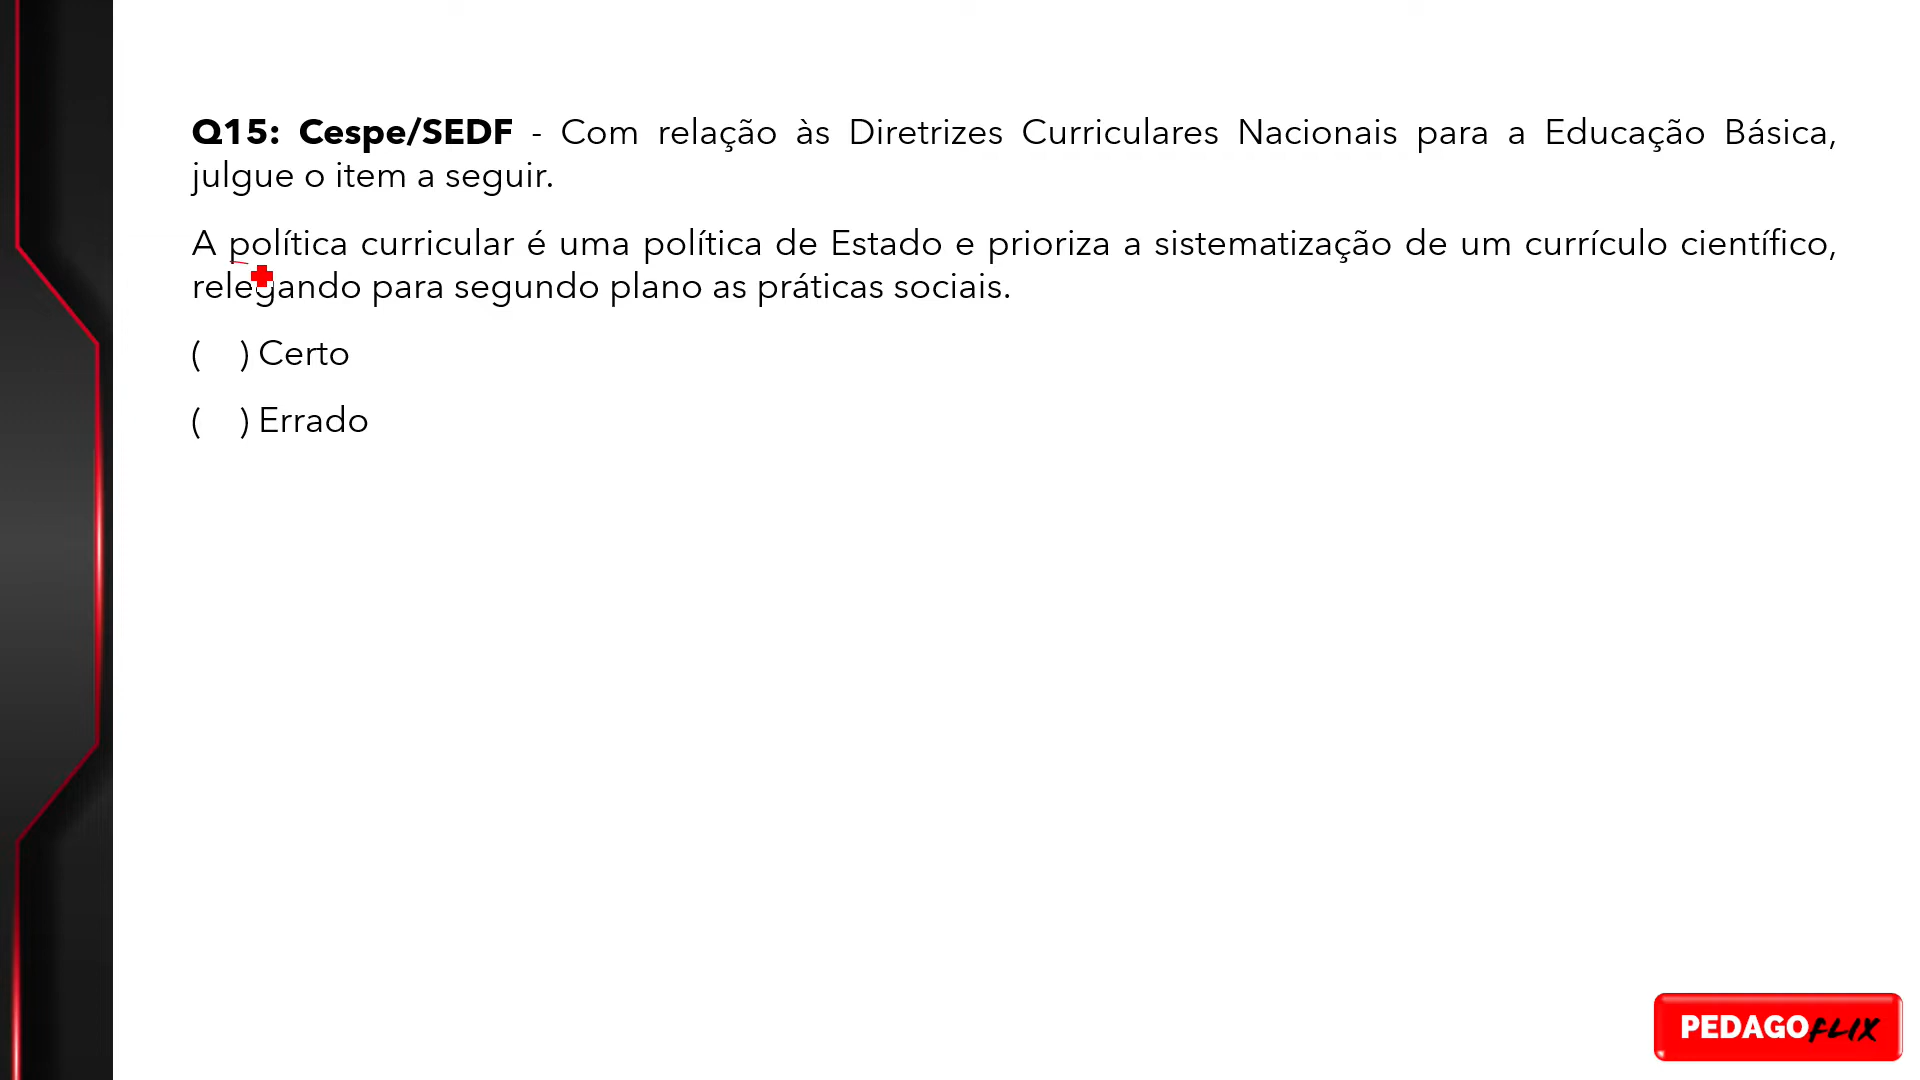 Q15: Cespe/SEDF - Com relação às Diretrizes Curriculares Nacionais para a Educação Básica,
julgue o item a seguir.
A política curricular é uma política de Estado e prioriza a sistematização de um currículo científico,
relegando para segundo plano as práticas sociais.
( ) Certo
( ) Errado
PEDAGOFLIX